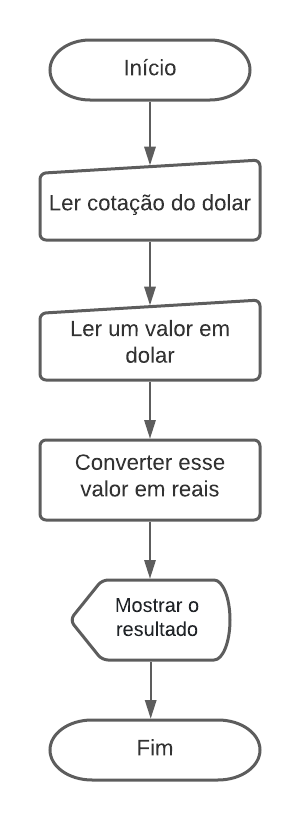 Início
Ler cotação do dolar
Ler um valor em
dolar
Converter esse
valor em reais
Mostrar o
resultado
Fim